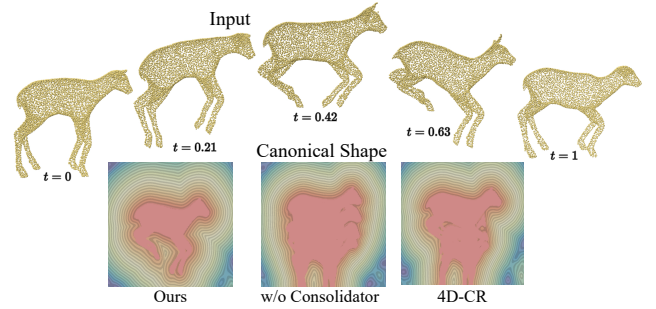 Input
t = 0
t = 0.21
t = 0.42
t = 0.63
t = 1
Canonical Shape
Ours
w/o Consolidator
4D-CR